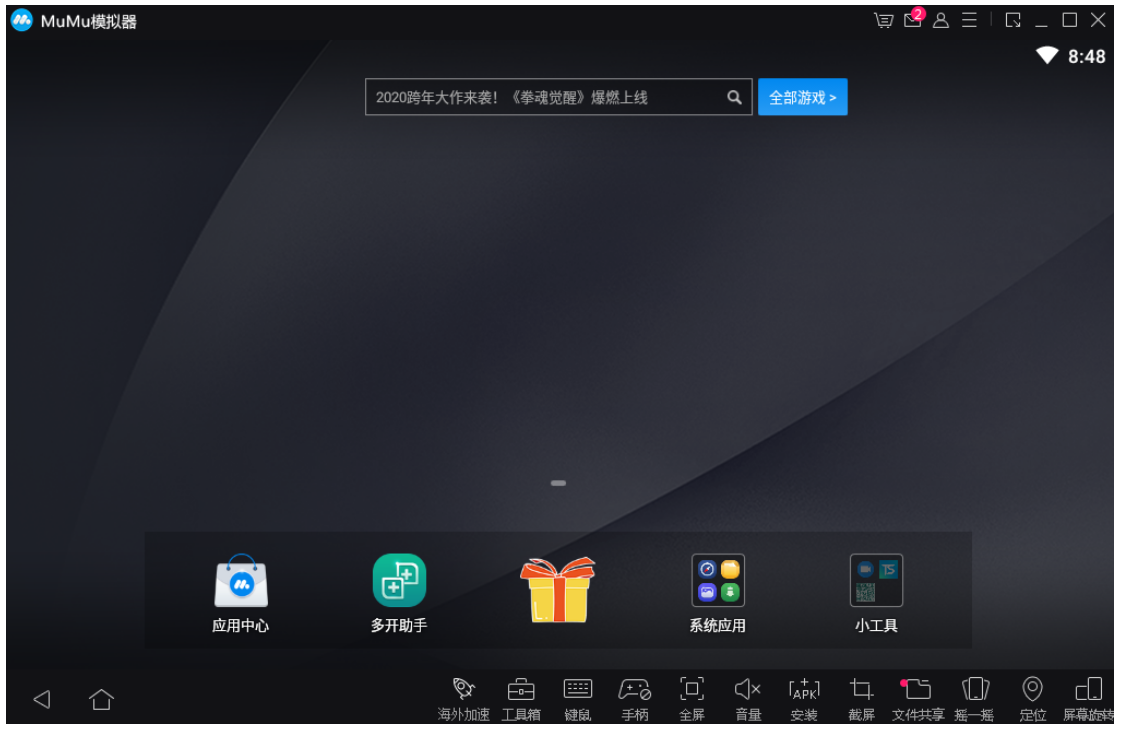 MuMu模拟器
2
8:48
2020跨年大作来袭！《拳魂觉醒》爆燃上线
全部游戏 >
应用中心
多开助手
系统应用
TS
小工具
APK
海外加速 工具箱 键鼠 手柄 全屏 音量 安装 截屏 文件共享 摇一摇 定位 屏幕旋转